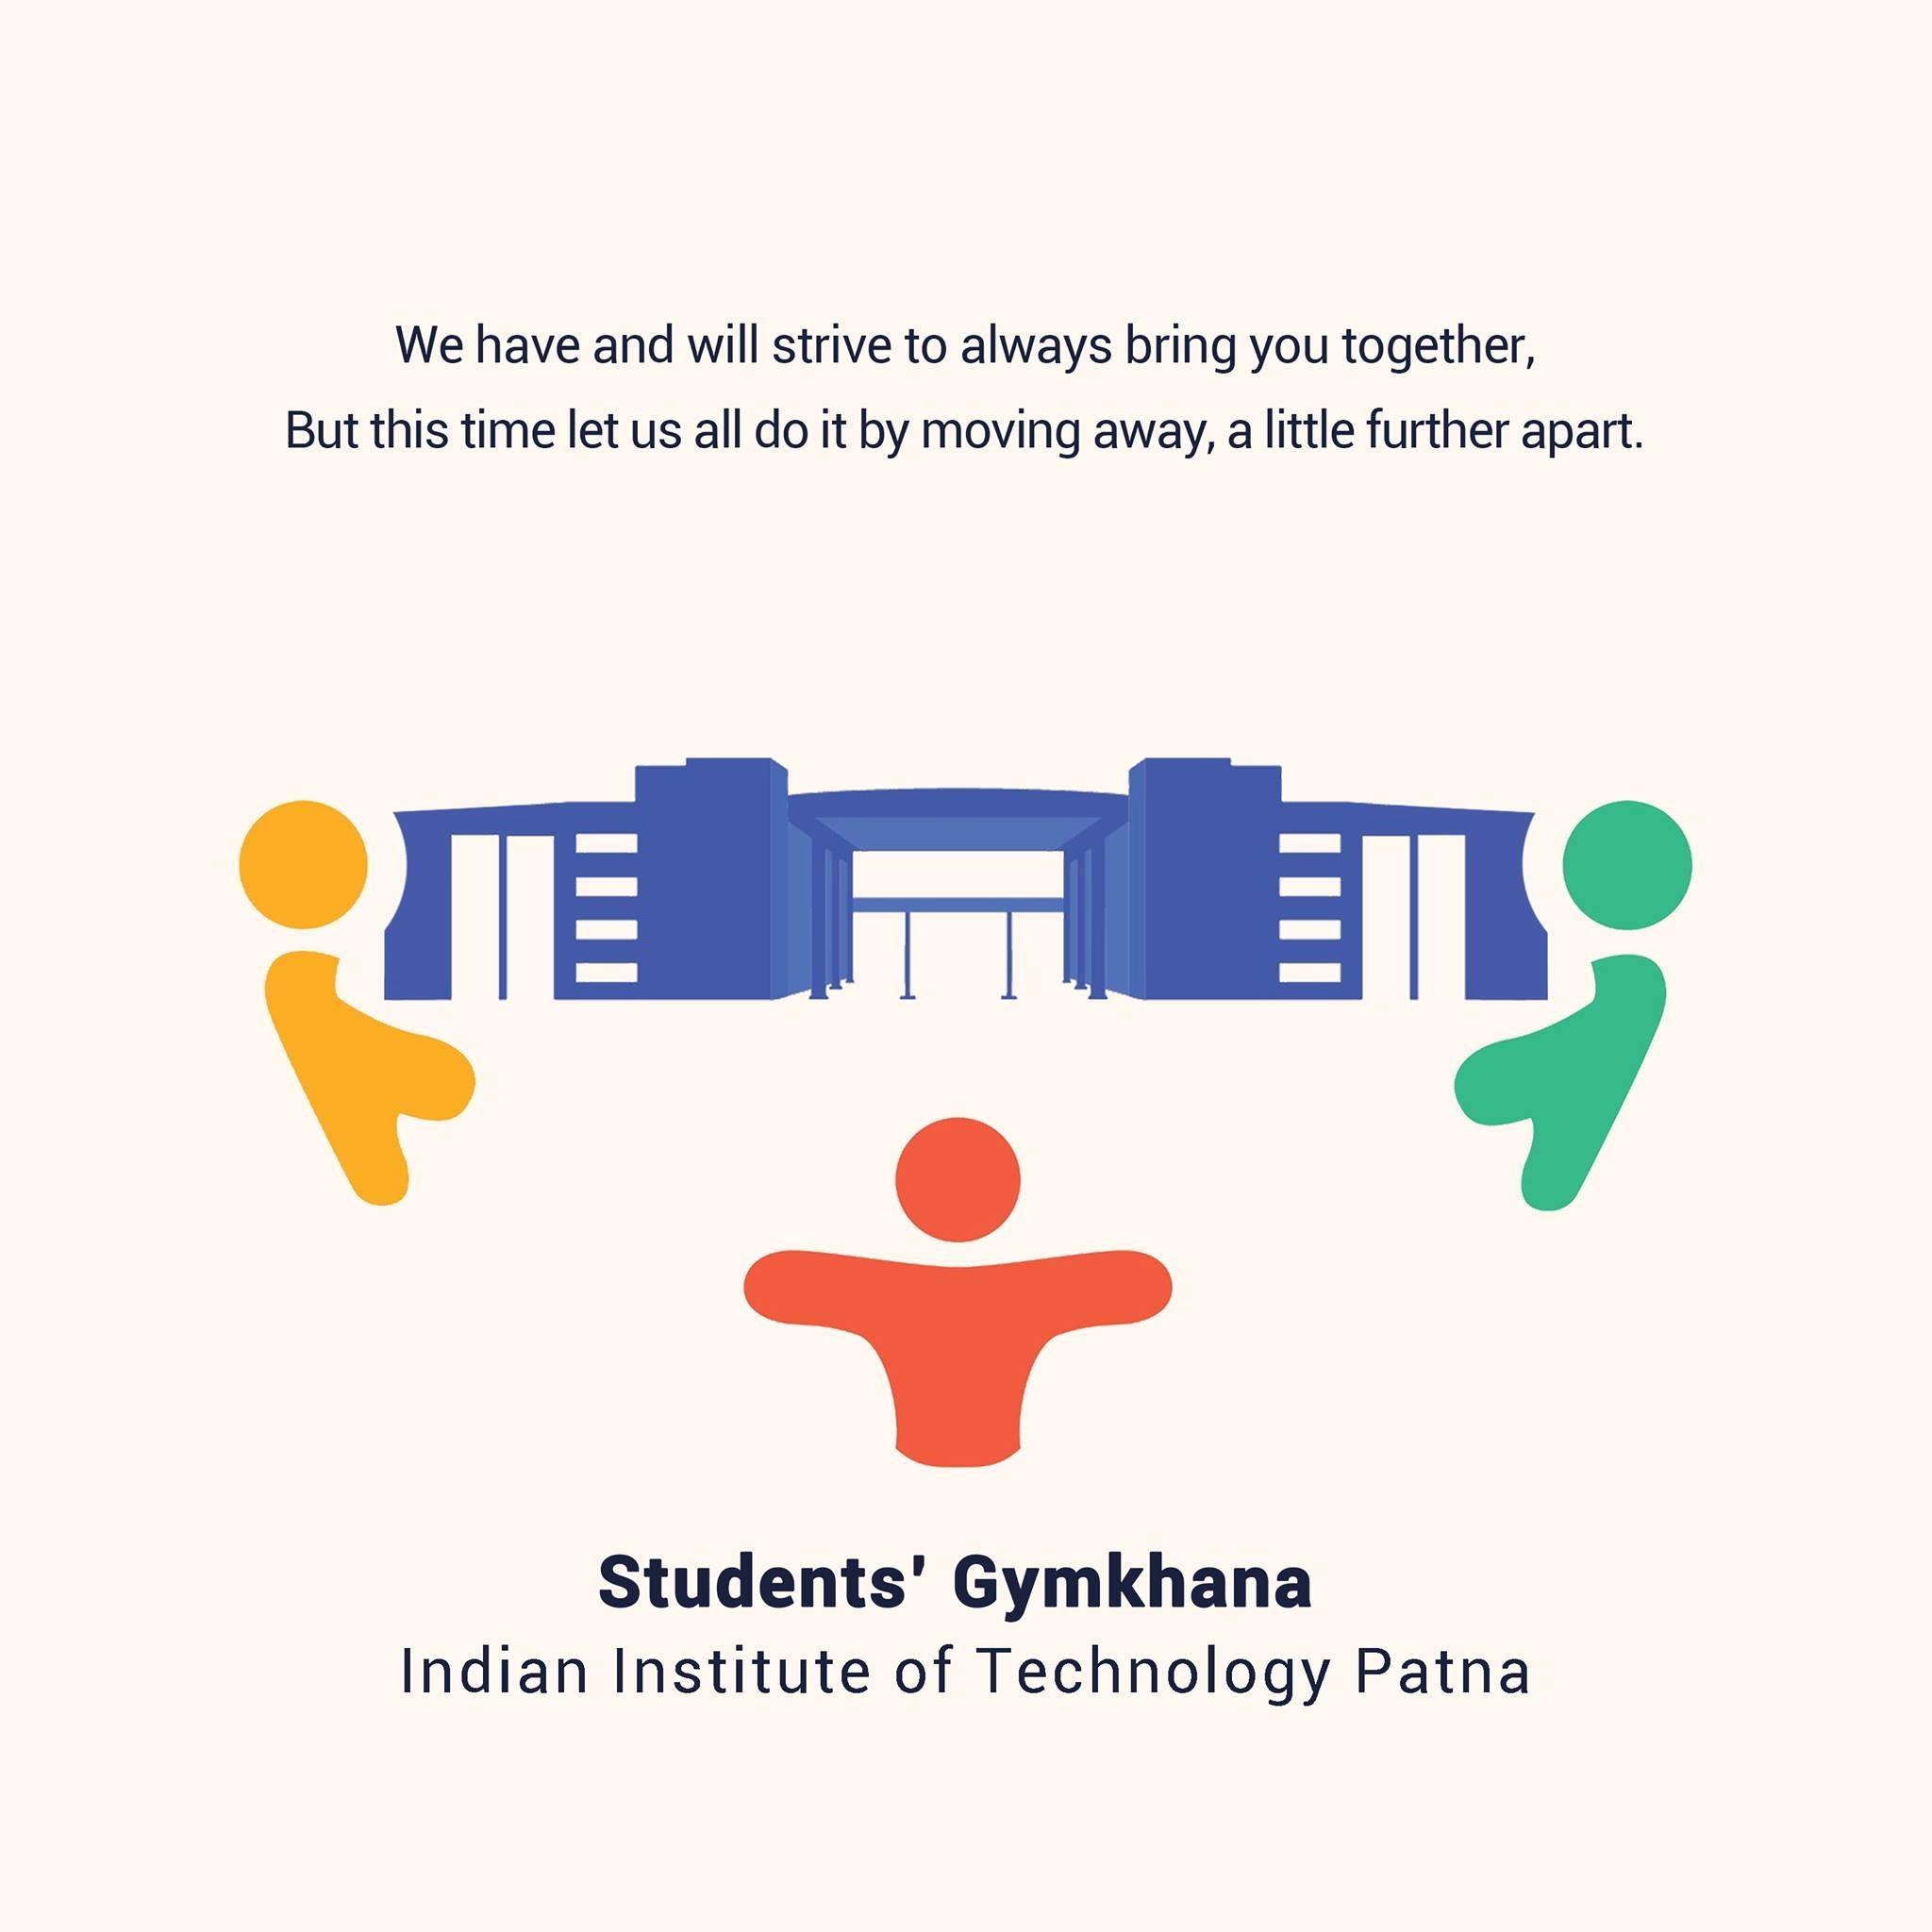 We have and will strive to always bring you together,
But this time let us all do it by moving away, a little further apart.
Students' Gymkhana
Indian Institute of Technology Patna